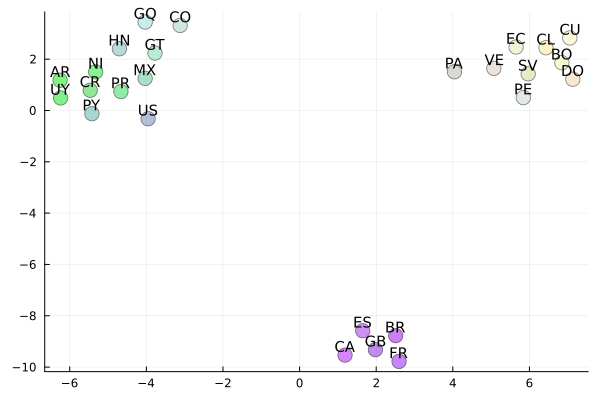 GQ
CO
CU
HN
GT
EC
CL
2
AR
NI
MX
PA
VE
SV
BO
DO
UY
CR
PR
PE
0
PY
US
−2
−4
−6
−8
ES
BR
CA
GB
FR
−10
−6 −4 −2 0 2 4 6